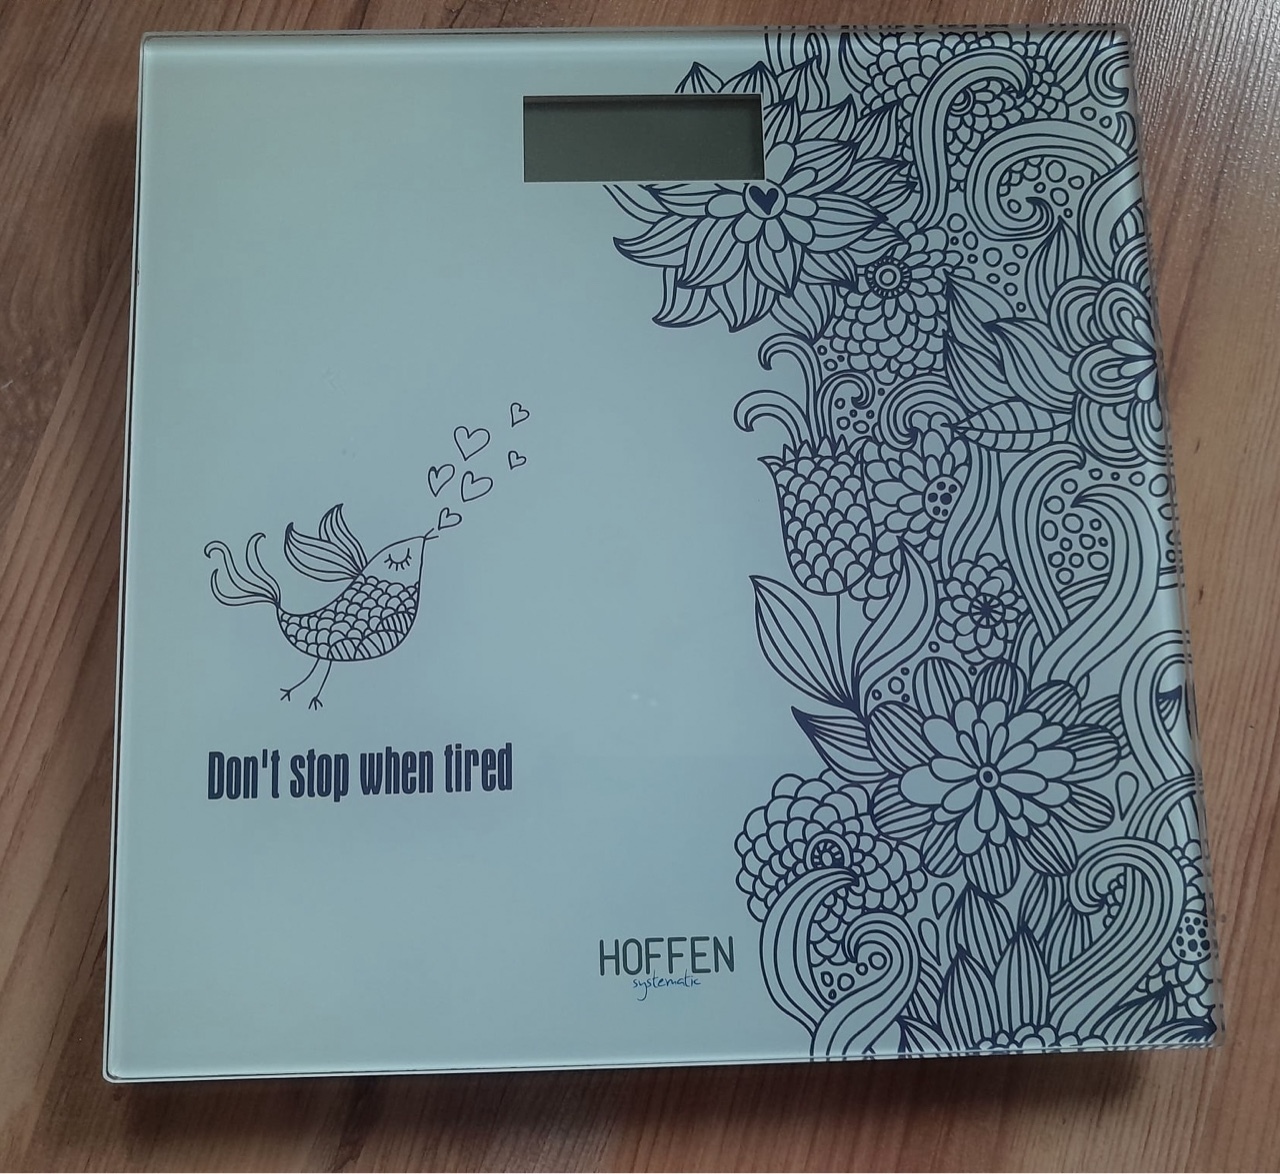 Don't stop when tired
HOFFEN
systematic